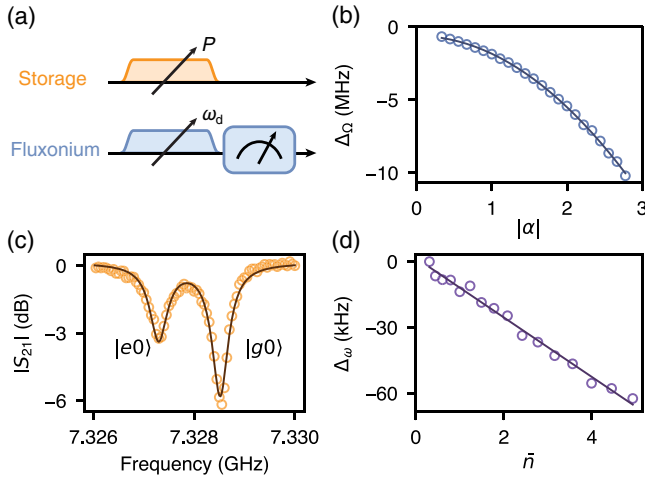 (a)
P
Storage
ω_d
Fluxonium
(b)
0
−5
−10
Δ_Ω (MHz)
0 1 2 3
|α|
(c)
0
−3
−6
|S_21| (dB)
|e0⟩ |g0⟩
7.326 7.328 7.330
Frequency (GHz)
(d)
0
−30
−60
Δ_ω (kHz)
0 2 4
n̄